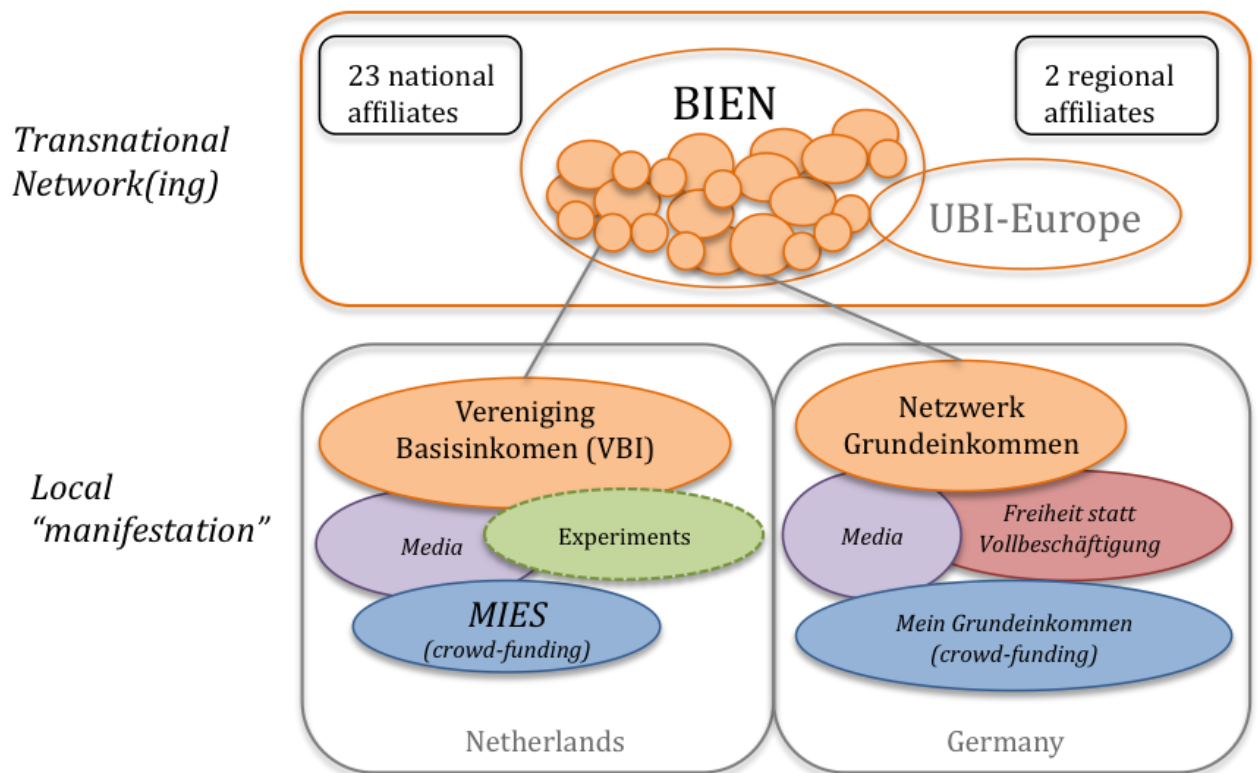 23 national
affiliates
BIEN
2 regional
affiliates
Transnational
Network(ing)
UBI-Europe
Vereniging
Basisinkomen (VBI)
Netzwerk
Grundeinkommen
Local
“manifestation”
Media
Experiments
Media
Freiheit statt
Vollbeschäftigung
MIES
(crowd-funding)
Mein Grundeinkommen
(crowd-funding)
Netherlands
Germany